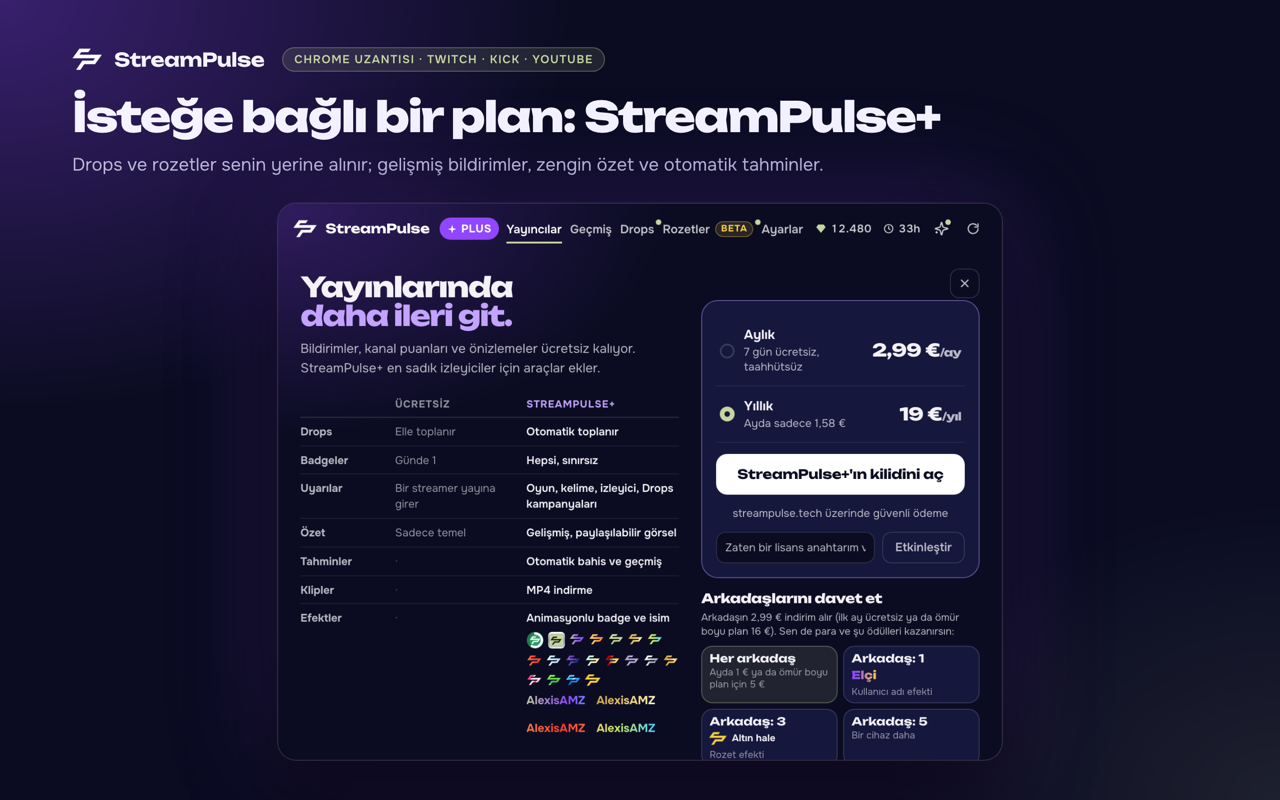 StreamPulse
CHROME UZANTISI · TWITCH · KICK · YOUTUBE
İsteğe bağlı bir plan: StreamPulse+
Drops ve rozetler senin yerine alınır; gelişmiş bildirimler, zengin özet ve otomatik tahminler.
StreamPulse
+ PLUS
Yayıncılar
Geçmiş
Drops
Rozetler
BETA
Ayarlar
12.480
33h
Yayınlarında
daha ileri git.
Bildirimler, kanal puanları ve önizlemeler ücretsiz kalıyor.
StreamPulse+ en sadık izleyiciler için araçlar ekler.
ÜCRETSİZ
STREAMPULSE+
Drops
Elle toplanır
Otomatik toplanır
Badgeler
Günde 1
Hepsi, sınırsız
Uyarılar
Bir streamer yayına
girer
Oyun, kelime, izleyici, Drops
kampanyaları
Özet
Sadece temel
Gelişmiş, paylaşılabilir görsel
Tahminler
·
Otomatik bahis ve geçmiş
Klipler
·
MP4 indirme
Efektler
·
Animasyonlu badge ve isim
AlexisAMZ
AlexisAMZ
AlexisAMZ
AlexisAMZ
Aylık
7 gün ücretsiz,
taahhütsüz
2,99 €/ay
Yıllık
Ayda sadece 1,58 €
19 €/yıl
StreamPulse+'ın kilidini aç
streampulse.tech üzerinde güvenli ödeme
Zaten bir lisans anahtarım
Etkinleştir
Arkadaşlarını davet et
Arkadaşın 2,99 € indirim alır (ilk ay ücretsiz ya da ömür
boyu plan 16 €). Sen de para ve şu ödülleri kazanırsın:
Her arkadaş
Ayda 1 € ya da ömür boyu
plan için 5 €
Arkadaş: 1
Elçi
Kullanıcı adı efekti
Arkadaş: 3
Altın hale
Rozet efekti
Arkadaş: 5
Bir cihaz daha